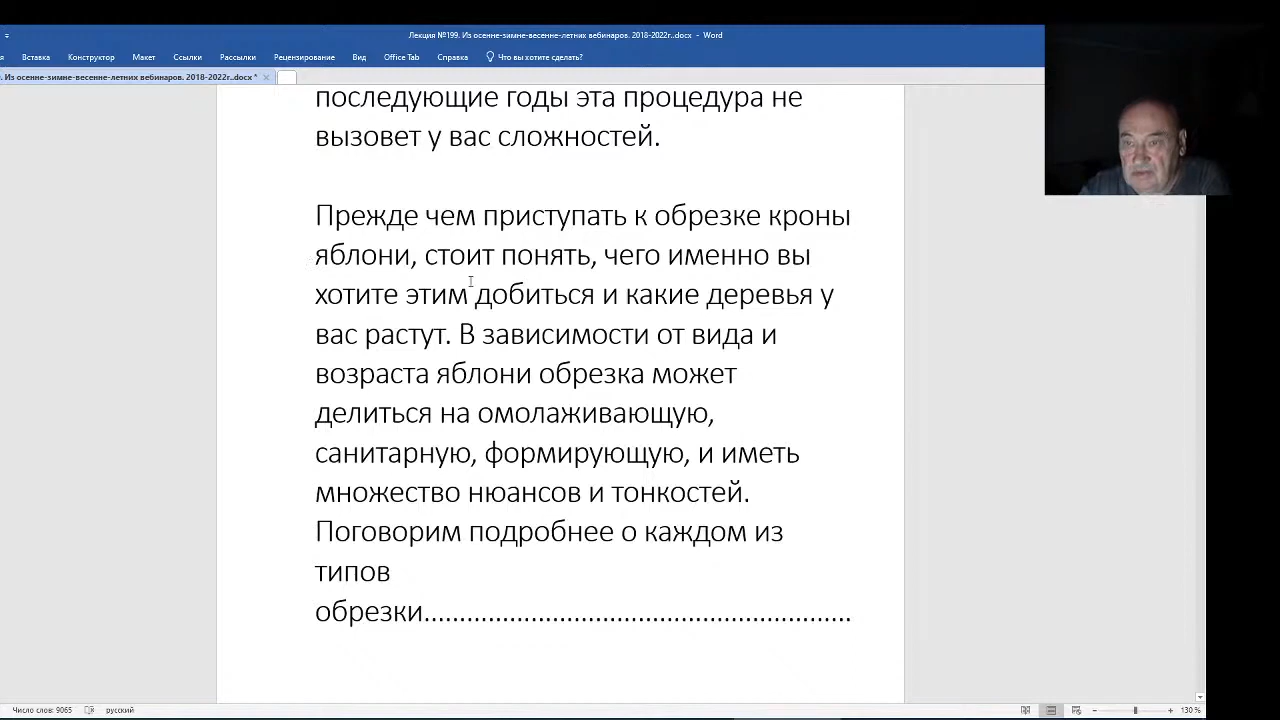 Лекция №199. Из осенне-зимне-весенне-летних вебинаров. 2018-2022г..docx - Word
Вставка Конструктор Макет Ссылки Рассылки Рецензирование Вид Office Tab Справка Что вы хотите сделать?
. Из осенне-зимне-весенне-летних вебинаров. 2018-2022г..docx *
последующие годы эта процедура не
вызовет у вас сложностей.
Прежде чем приступать к обрезке кроны
яблони, стоит понять, чего именно вы
хотите этим добиться и какие деревья у
вас растут. В зависимости от вида и
возраста яблони обрезка может
делиться на омолаживающую,
санитарную, формирующую, и иметь
множество нюансов и тонкостей.
Поговорим подробнее о каждом из
типов
обрезки...........................................................
Число слов: 9065 русский 130 %